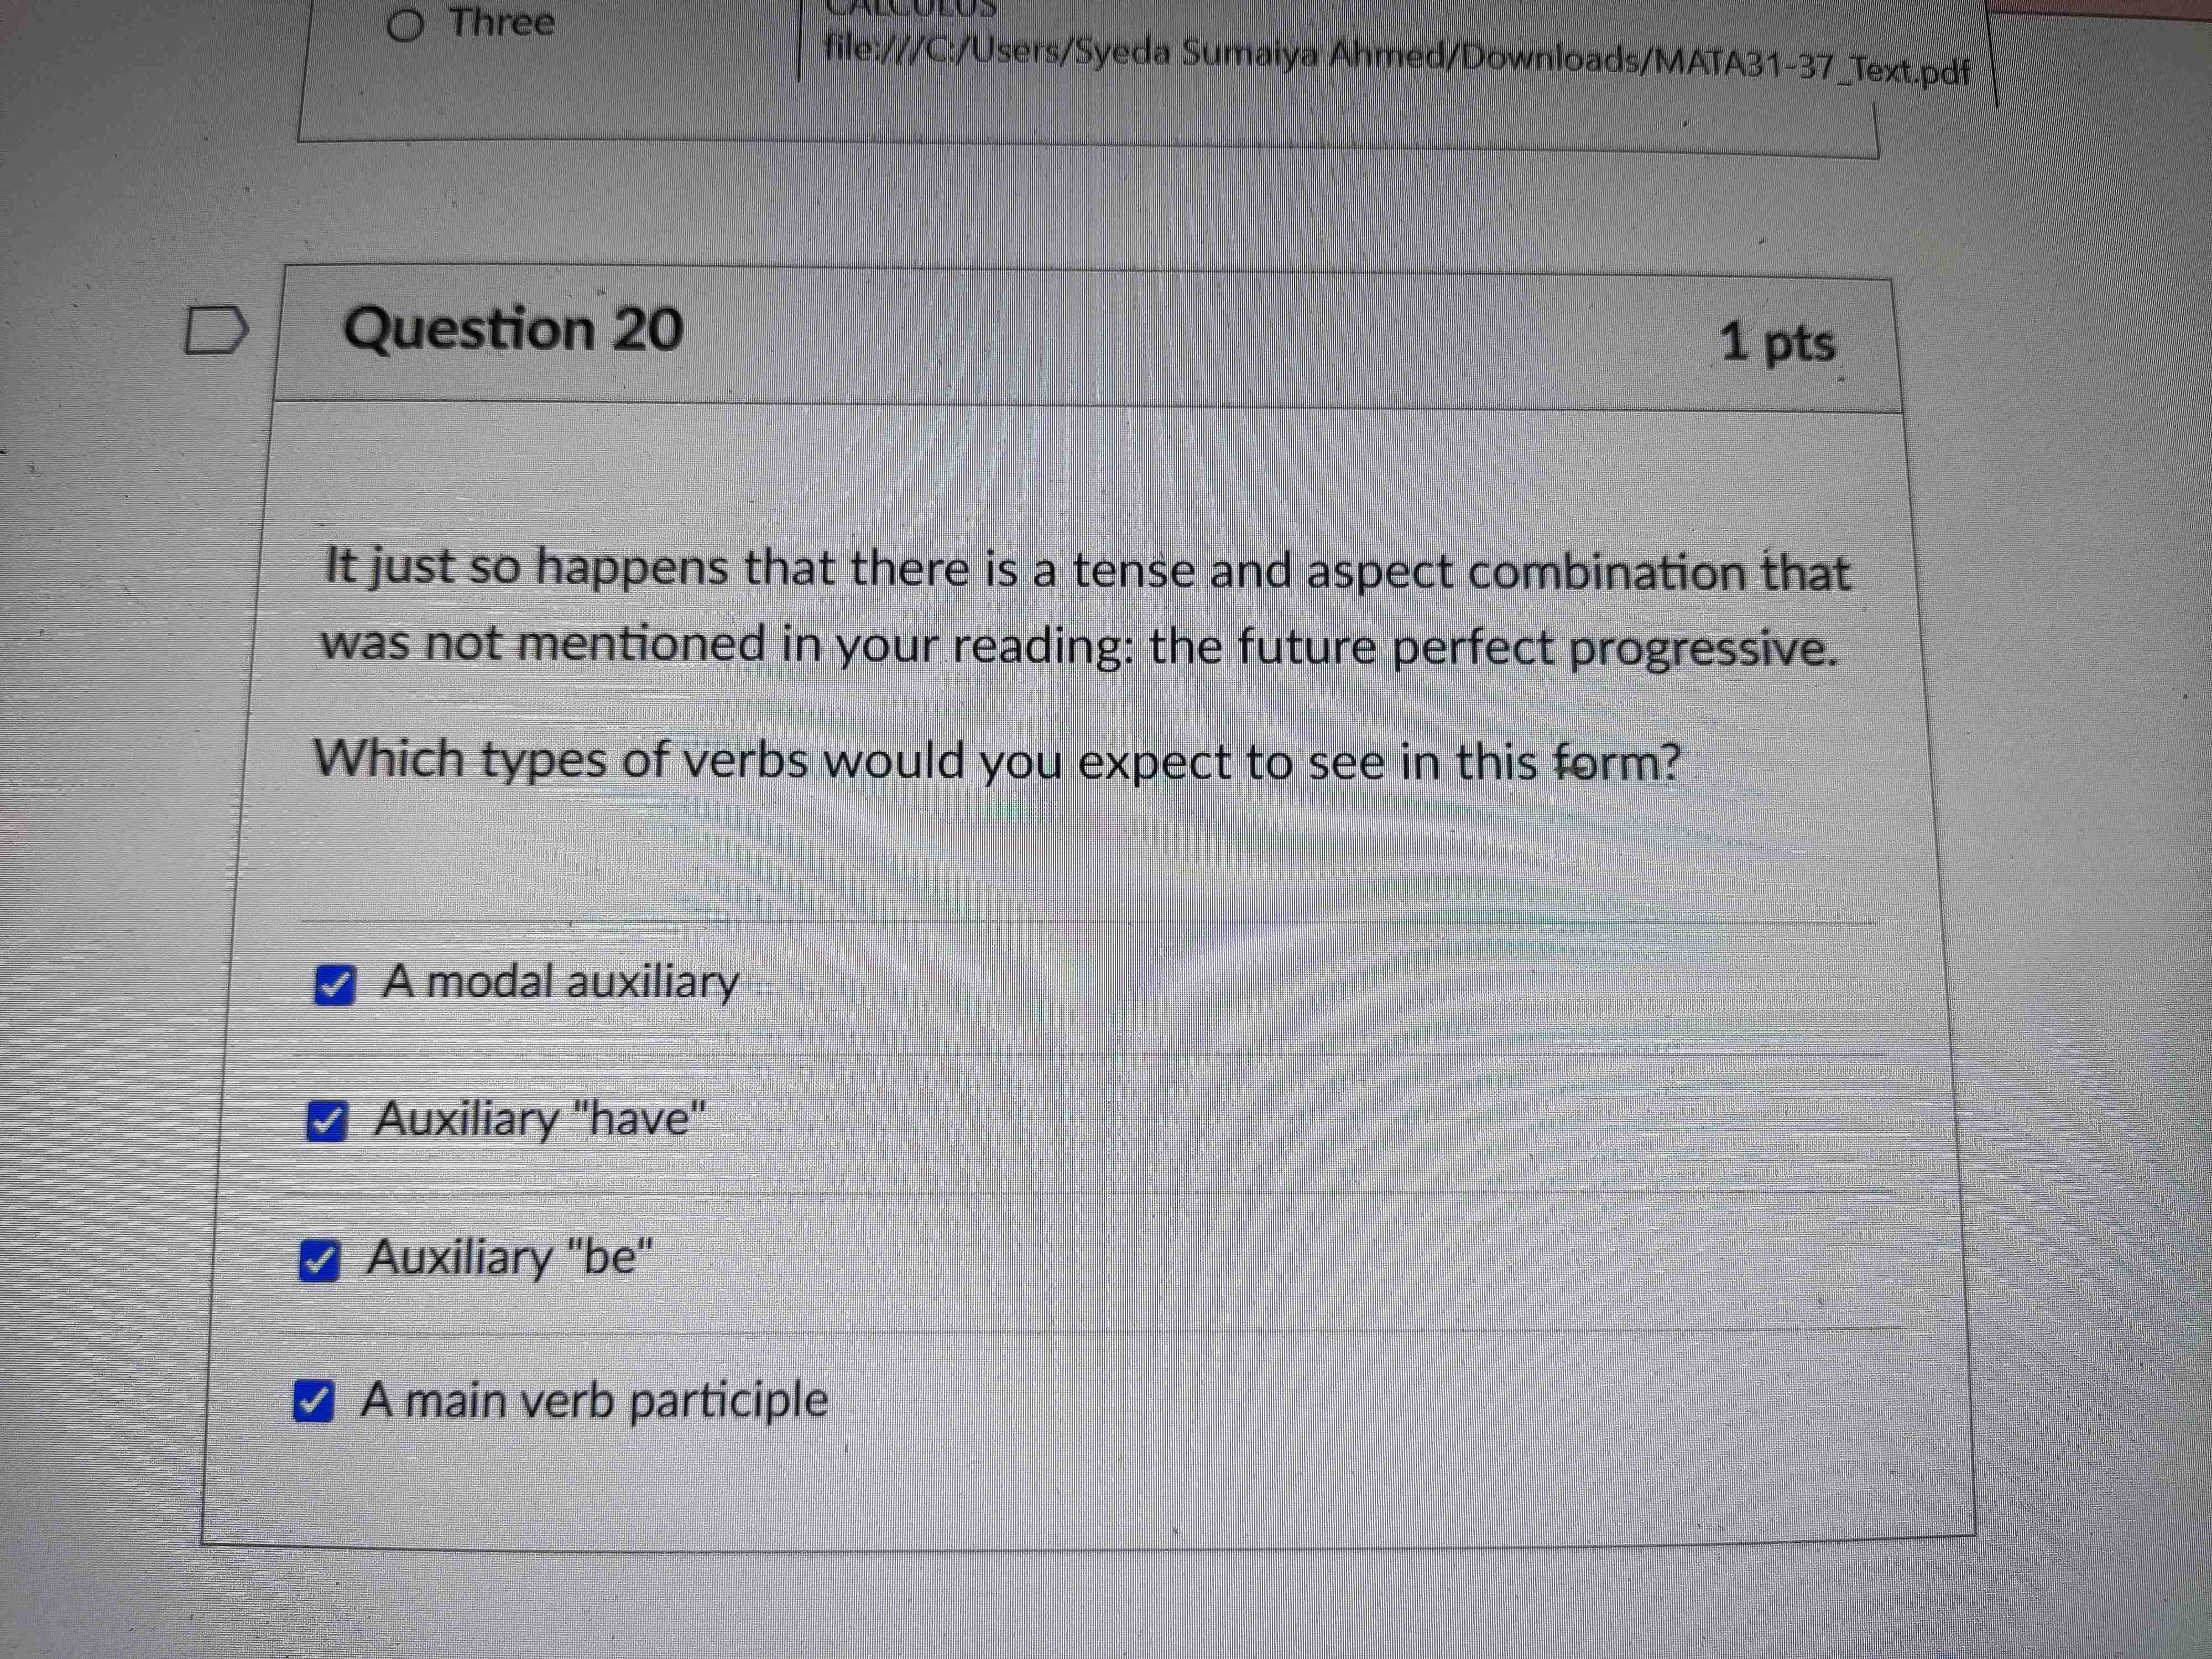 Three
CALCULUS
file:///C:/Users/Syeda Sumaiya Ahmed/Downloads/MATA31-37_Text.pdf
Question 20
1 pts
It just so happens that there is a tense and aspect combination that
was not mentioned in your reading: the future perfect progressive.
Which types of verbs would you expect to see in this form?
A modal auxiliary
Auxiliary "have"
Auxiliary "be"
A main verb participle